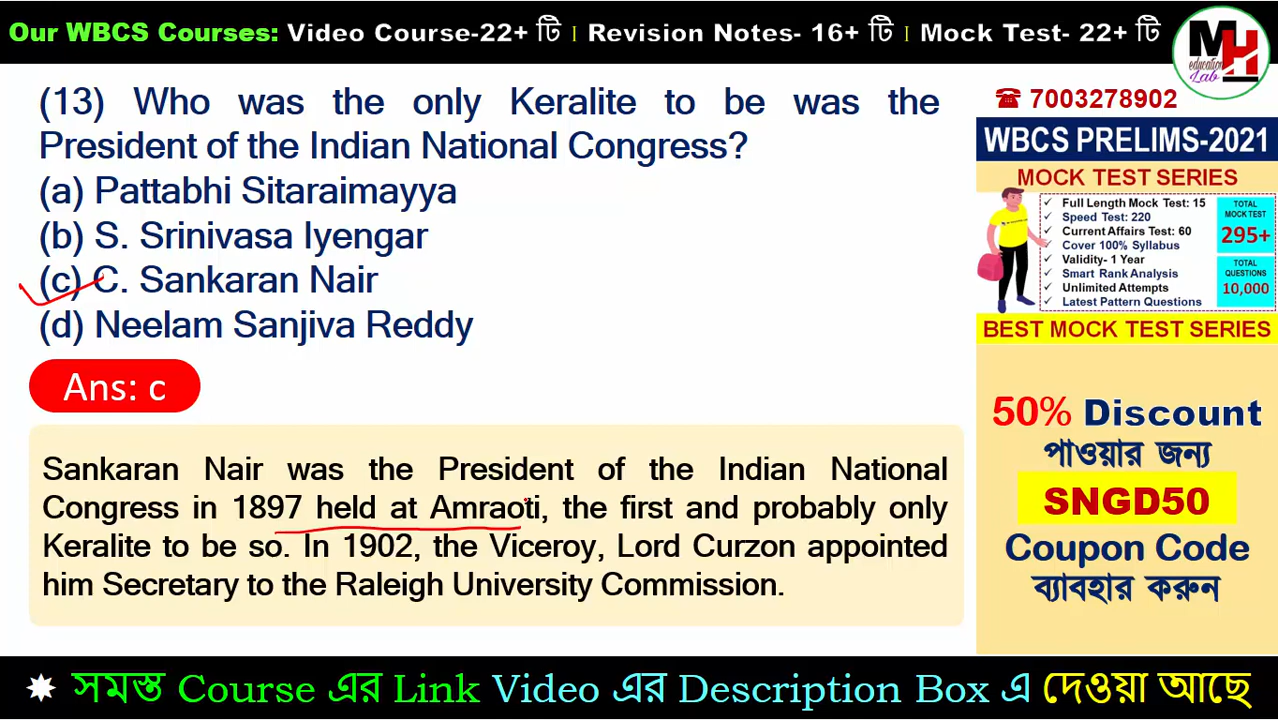 Our WBCS Courses: Video Course-22+ টি । Revision Notes- 16+ টি । Mock Test- 22+ টি
MH
education
Lab
(13) Who was the only Keralite to be was the
President of the Indian National Congress?
(a) Pattabhi Sitaraimayya
(b) S. Srinivasa Iyengar
(c) C. Sankaran Nair
(d) Neelam Sanjiva Reddy
Ans: c
Sankaran Nair was the President of the Indian National
Congress in 1897 held at Amraoti, the first and probably only
Keralite to be so. In 1902, the Viceroy, Lord Curzon appointed
him Secretary to the Raleigh University Commission.
☎ 7003278902
WBCS PRELIMS-2021
MOCK TEST SERIES
✓ Full Length Mock Test: 15
✓ Speed Test: 220
✓ Current Affairs Test: 60
✓ Cover 100% Syllabus
✓ Validity- 1 Year
✓ Smart Rank Analysis
✓ Unlimited Attempts
✓ Latest Pattern Questions
TOTAL
MOCK TEST
295+
TOTAL
QUESTIONS
10,000
BEST MOCK TEST SERIES
50% Discount
পাওয়ার জন্য
SNGD50
Coupon Code
ব্যাবহার করুন
সমস্ত Course এর Link Video এর Description Box এ দেওয়া আছে